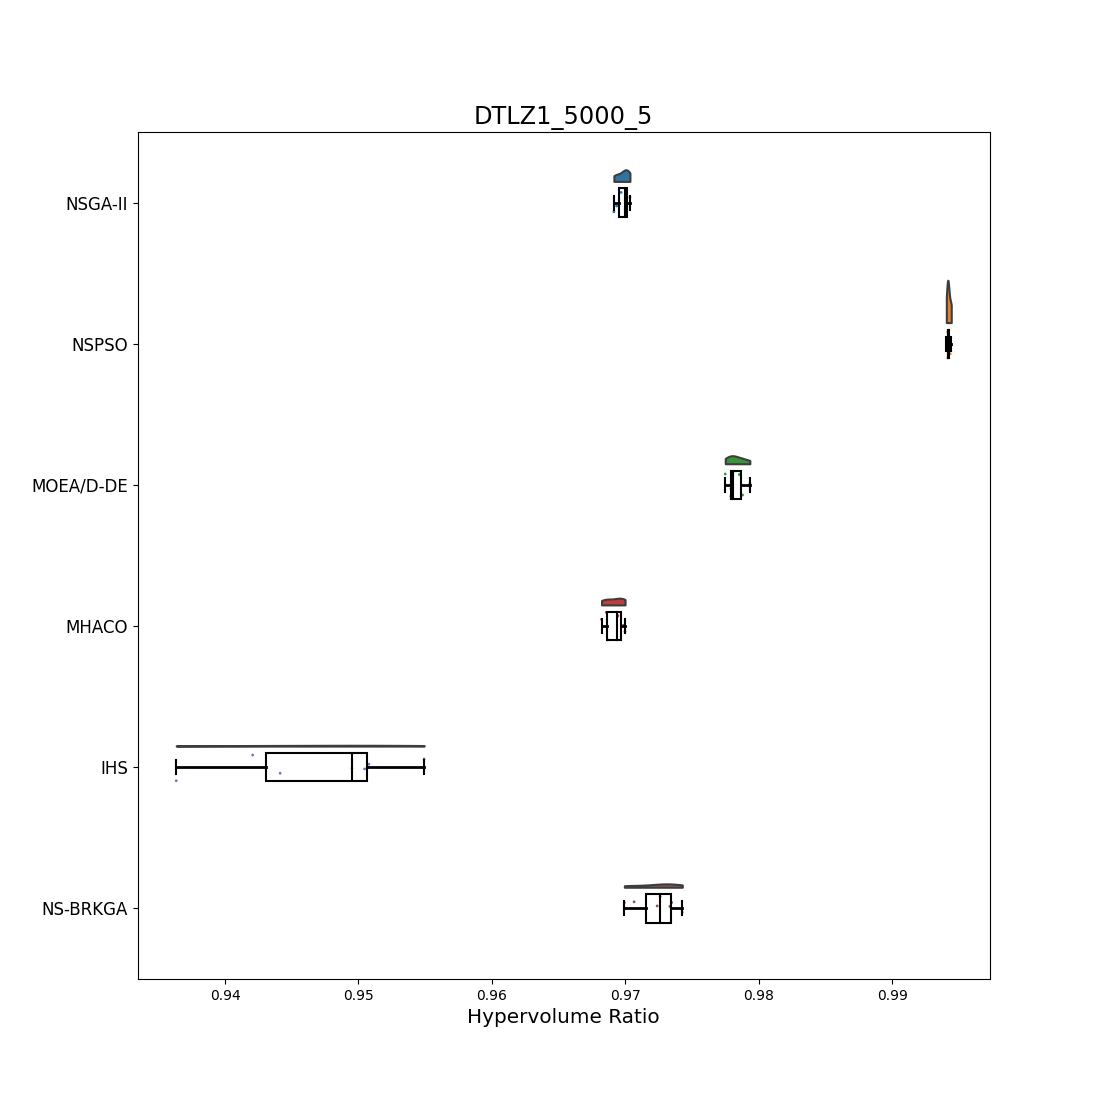 DTLZ1_5000_5
NSGA-II
NSPSO
MOEA/D-DE
MHACO
IHS
NS-BRKGA
0.94 0.95 0.96 0.97 0.98 0.99
Hypervolume Ratio